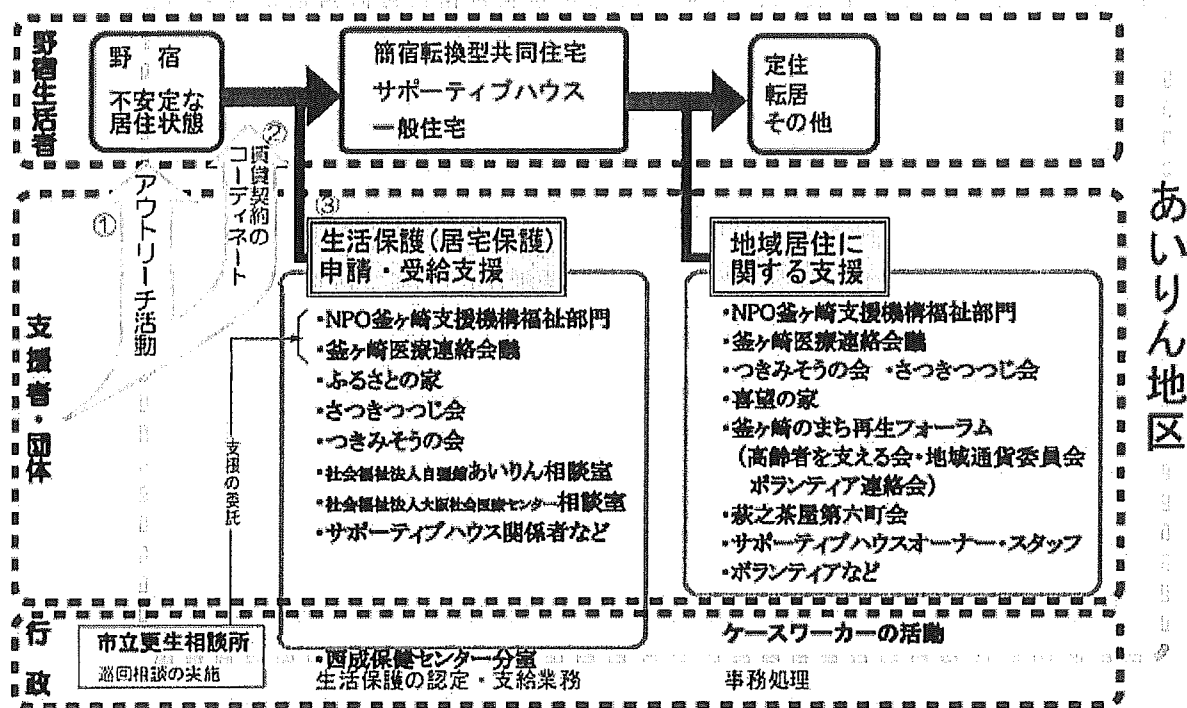 あいりん地区
野宿生活者
野 宿
不安定な
居住状態
簡宿転換型共同住宅
サポーティブハウス
一般住宅
定住
転居
その他
支援者・団体
①
アウトリーチ活動
②
賃貸契約の
コーディネート
③
生活保護(居宅保護)
申請・受給支援
・NPO釜ヶ崎支援機構福祉部門
・釜ヶ崎医療連絡会議
・ふるさとの家
・さつきつつじ会
・つきみそうの会
・社会福祉法人自彊館あいりん相談室
・社会福祉法人大阪社会医療センター相談室
・サポーティブハウス関係者など
支援の委託
地域居住に
関する支援
・NPO釜ヶ崎支援機構福祉部門
・釜ヶ崎医療連絡会議
・つきみそうの会 ・さつきつつじ会
・喜望の家
・釜ヶ崎のまち再生フォーラム
(高齢者を支える会・地域通貨委員会
ボランティア連絡会)
・萩之茶屋第六町会
・サポーティブハウスオーナー・スタッフ
・ボランティアなど
行政
市立更生相談所
巡回相談の実施
・西成保健センター分室
生活保護の認定・支給業務
ケースワーカーの活動
事務処理